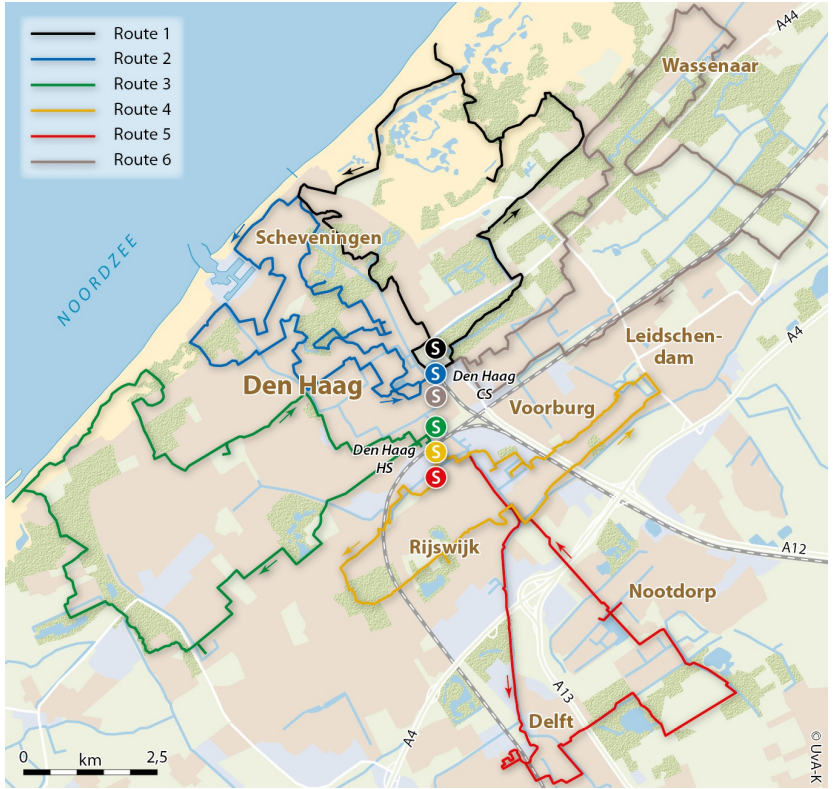 Route 1
Route 2
Route 3
Route 4
Route 5
Route 6
A44
Wassenaar
Scheveningen
NOORDZEE
Leidschen-
dam
A4
S
S
S
Den Haag
CS
Den Haag
Voorburg
S
S
S
Den Haag
HS
Rijswijk
A12
Nootdorp
A13
Delft
A4
0 km 2,5
© UvA-K